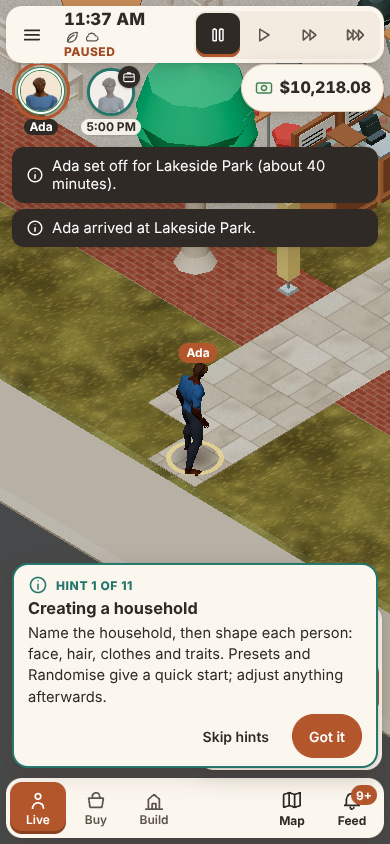 11:37 AM
PAUSED
$10,218.08
Ada
5:00 PM
Ada set off for Lakeside Park (about 40
minutes).
Ada arrived at Lakeside Park.
Ada
HINT 1 OF 11
Creating a household
Name the household, then shape each person:
face, hair, clothes and traits. Presets and
Randomise give a quick start; adjust anything
afterwards.
Skip hints
Got it
9+
Live
Buy
Build
Map
Feed